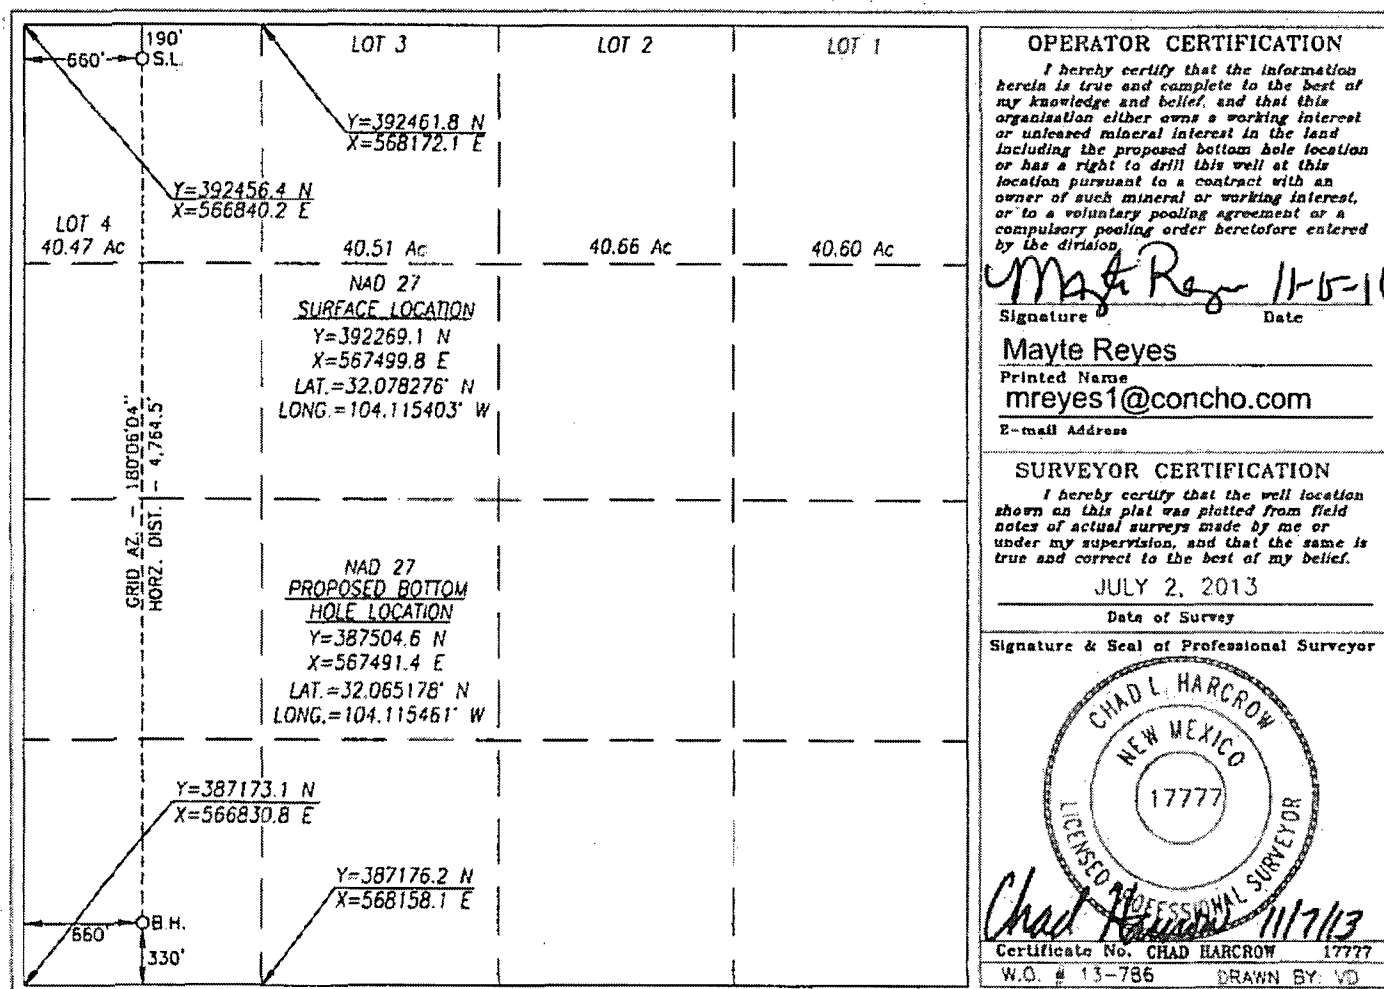 190'
660'
S.L.
LOT 3
LOT 2
LOT 1
Y=392461.8 N
X=568172.1 E
Y=392456.4 N
X=566840.2 E
LOT 4
40.47 Ac
40.51 Ac
40.66 Ac
40.60 Ac
NAD 27
SURFACE LOCATION
Y=392269.1 N
X=567499.8 E
LAT.=32.078276° N
LONG.=104.115403° W
GRID AZ. - 180°06'04"
HORZ. DIST. - 4,764.5'
NAD 27
PROPOSED BOTTOM
HOLE LOCATION
Y=387504.6 N
X=567491.4 E
LAT.=32.065178° N
LONG.=104.115461° W
Y=387173.1 N
X=566830.8 E
Y=387176.2 N
X=568158.1 E
B.H.
660'
330'
OPERATOR CERTIFICATION
I hereby certify that the information
herein is true and complete to the best of
my knowledge and belief, and that this
organisation either owns a working interest
or unleased mineral interest in the land
including the proposed bottom hole location
or has a right to drill this well at this
location pursuant to a contract with an
owner of such mineral or working interest,
or to a voluntary pooling agreement or a
compulsory pooling order heretofore entered
by the division.
Signature Date
Mayte Reyes
Printed Name
mreyes1@concho.com
E-mail Address
SURVEYOR CERTIFICATION
I hereby certify that the well location
shown on this plat was plotted from field
notes of actual surveys made by me or
under my supervision, and that the same is
true and correct to the best of my belief.
JULY 2, 2013
Date of Survey
Signature & Seal of Professional Surveyor
CHAD L. HARCROW
NEW MEXICO
17777
LICENSED PROFESSIONAL SURVEYOR
Chad Harcrow 11/7/13
Certificate No. CHAD HARCROW 17777
W.O. # 13-786 DRAWN BY: VD